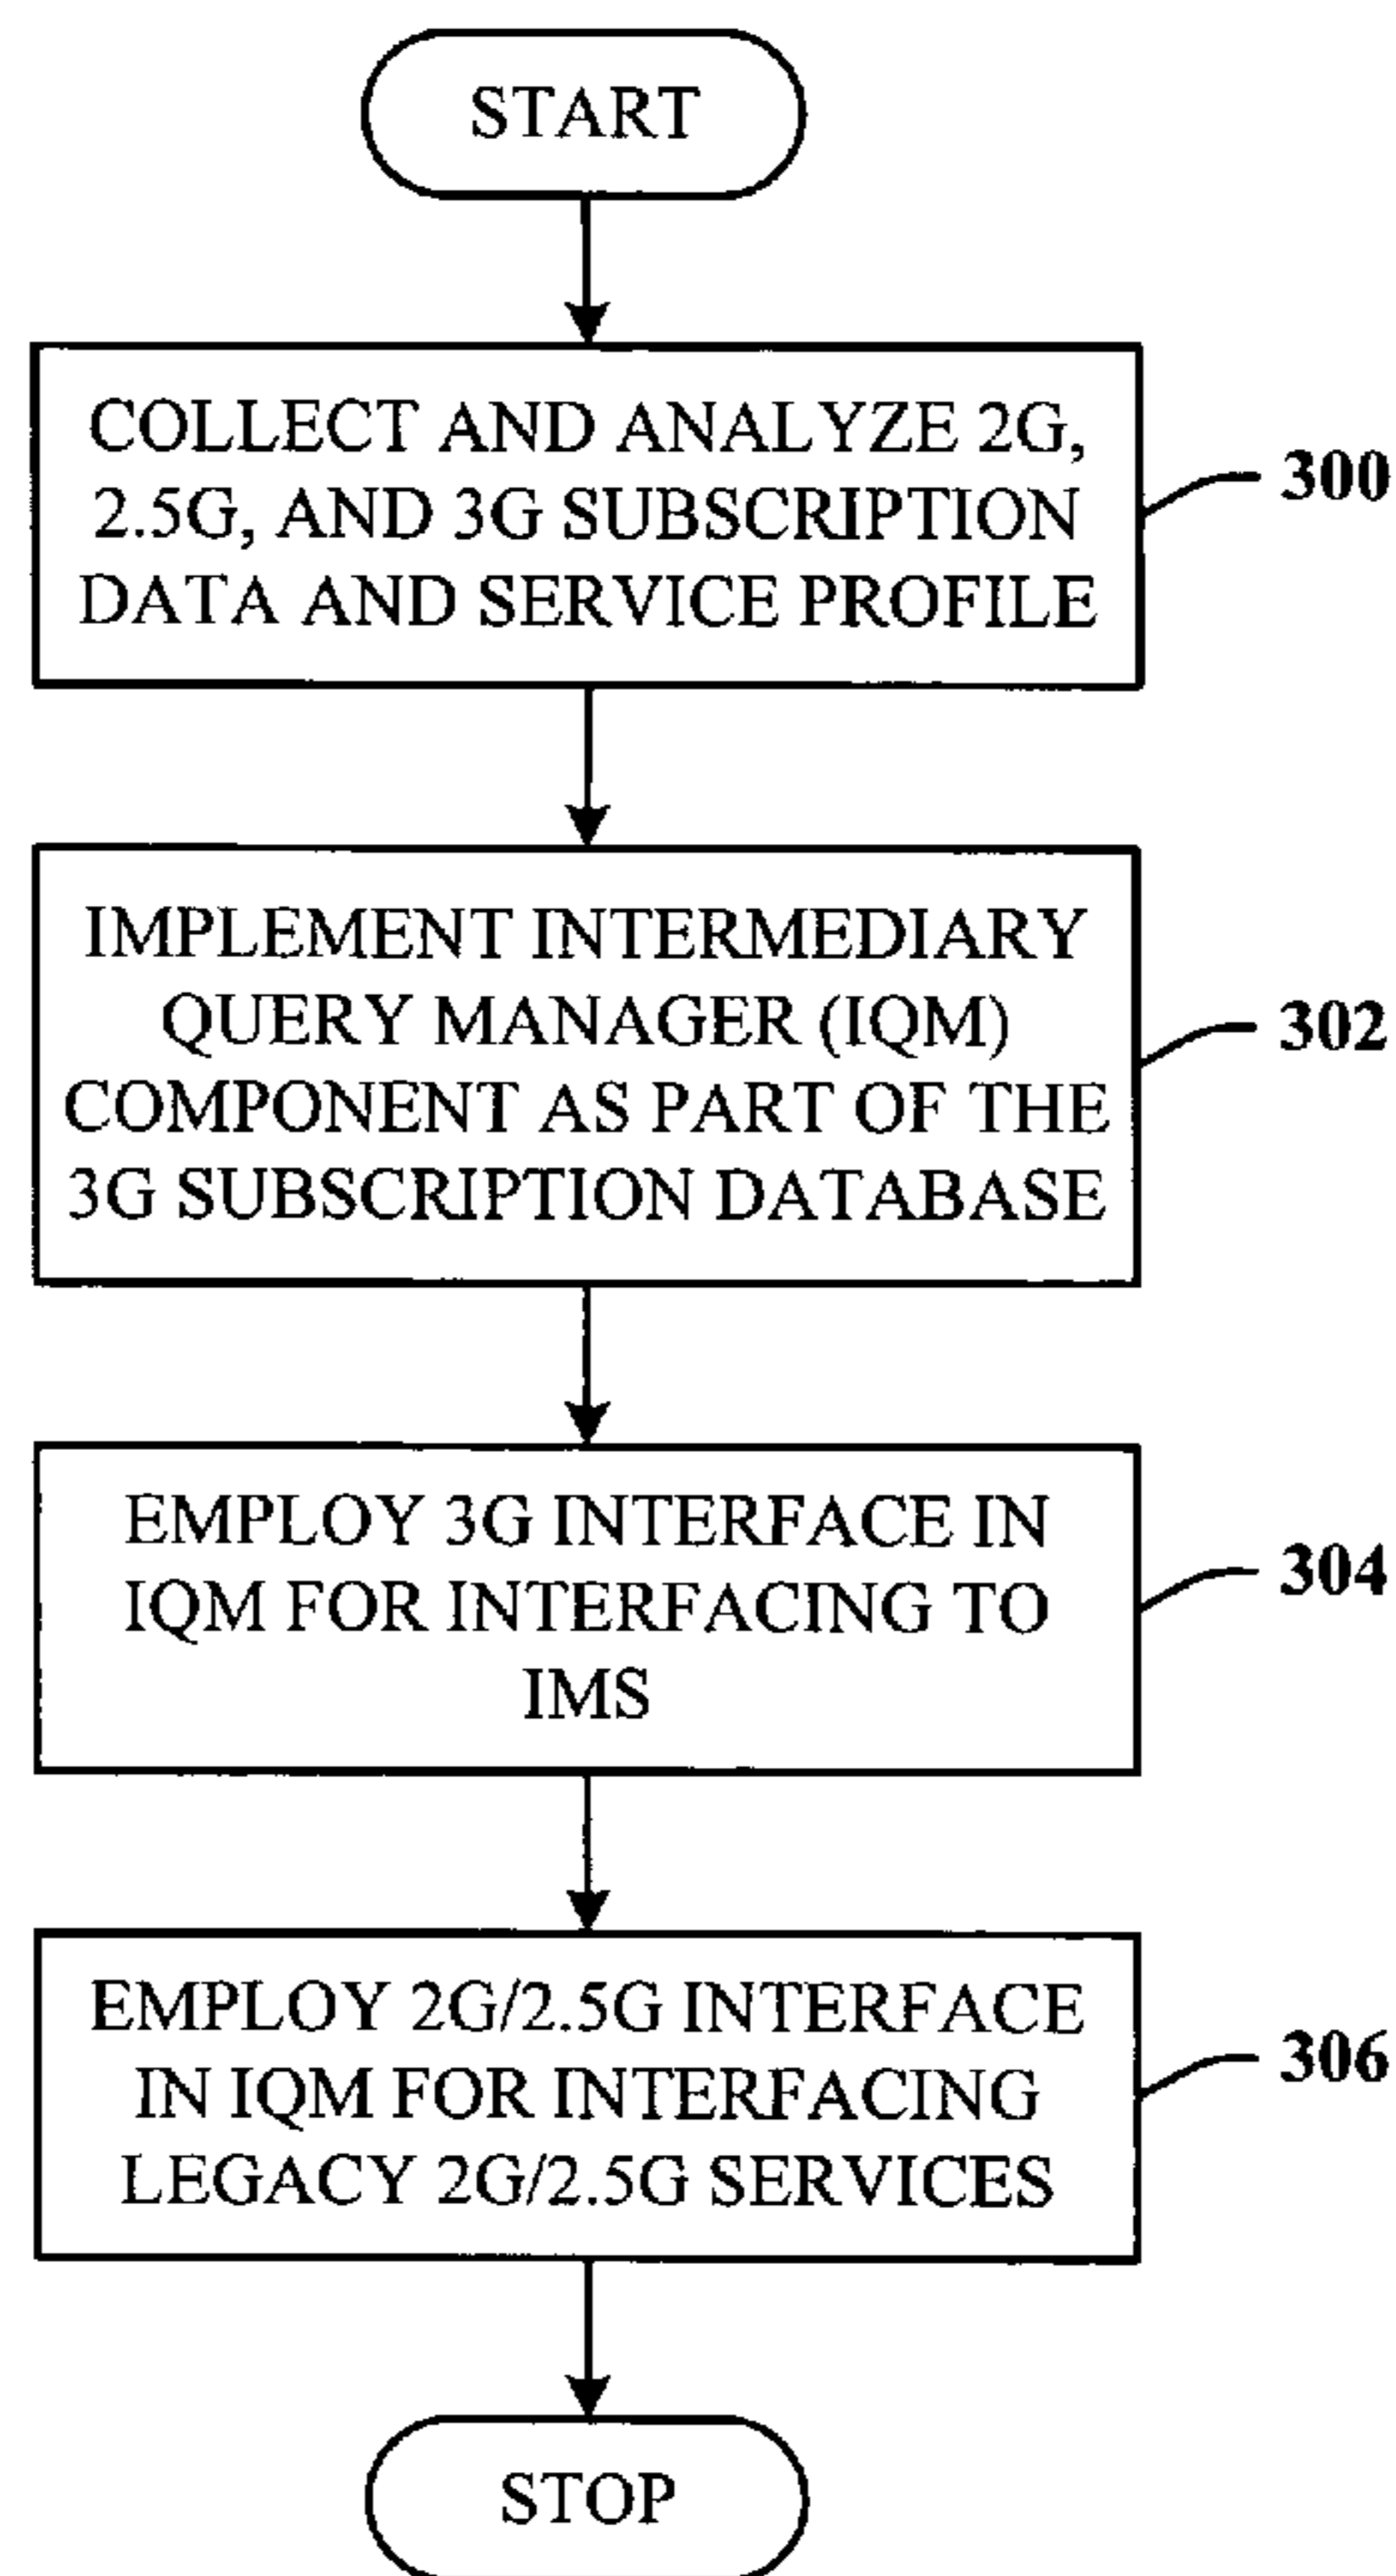 START
COLLECT AND ANALYZE 2G,
2.5G, AND 3G SUBSCRIPTION
DATA AND SERVICE PROFILE
300
IMPLEMENT INTERMEDIARY
QUERY MANAGER (IQM)
COMPONENT AS PART OF THE
3G SUBSCRIPTION DATABASE
302
EMPLOY 3G INTERFACE IN
IQM FOR INTERFACING TO
IMS
304
EMPLOY 2G/2.5G INTERFACE
IN IQM FOR INTERFACING
LEGACY 2G/2.5G SERVICES
306
STOP